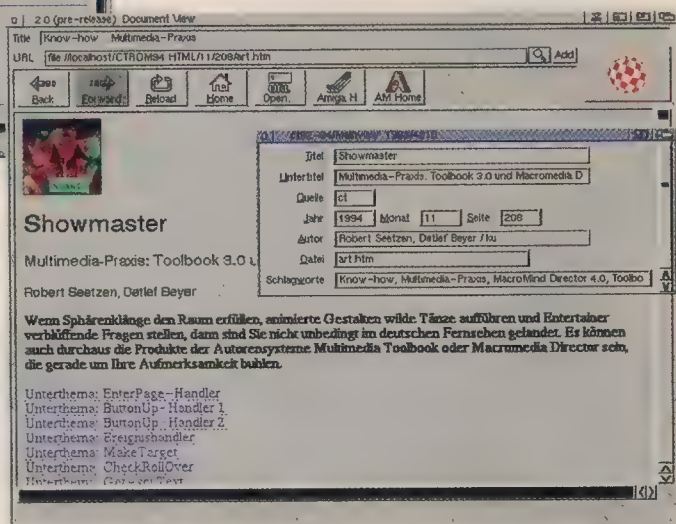 2.0 (pre-release) Document View
Title Know-how Multimedia-Praxis
URL file://localhost/CTROM94-HTML/11/208/art.htm Add
Back Forward Reload Home Open. Amiga H AM Home
Titel Showmaster
Untertitel Multimedia-Praxis: Toolbook 3.0 und Macromedia D
Quelle ct
Jahr 1994 Monat 11 Seite 208
Autor Robert Seetzen, Detlef Beyer / ku
Datei art.htm
Schlagworte Know-how, Multimedia-Praxis, MacroMind Director 4.0, Toolbo
Showmaster
Multimedia-Praxis: Toolbook 3.0 u
Robert Seetzen, Detlef Beyer
Wenn Sphärenklänge den Raum erfüllen, animierte Gestalten wilde Tänze aufführen und Entertainer
verblüffende Fragen stellen, dann sind Sie nicht unbedingt im deutschen Fernsehen gelandet. Es können
auch durchaus die Produkte der Autorensysteme Multimedia Toolbook oder Macromedia Director sein,
die gerade um Ihre Aufmerksamkeit buhlen.
Unterthema: EnterPage-Handler
Unterthema: ButtonUp-Handler 1
Unterthema: ButtonUp-Handler 2
Unterthema: Ereignishandler
Unterthema: MakeTarget
Unterthema: CheckRollOver